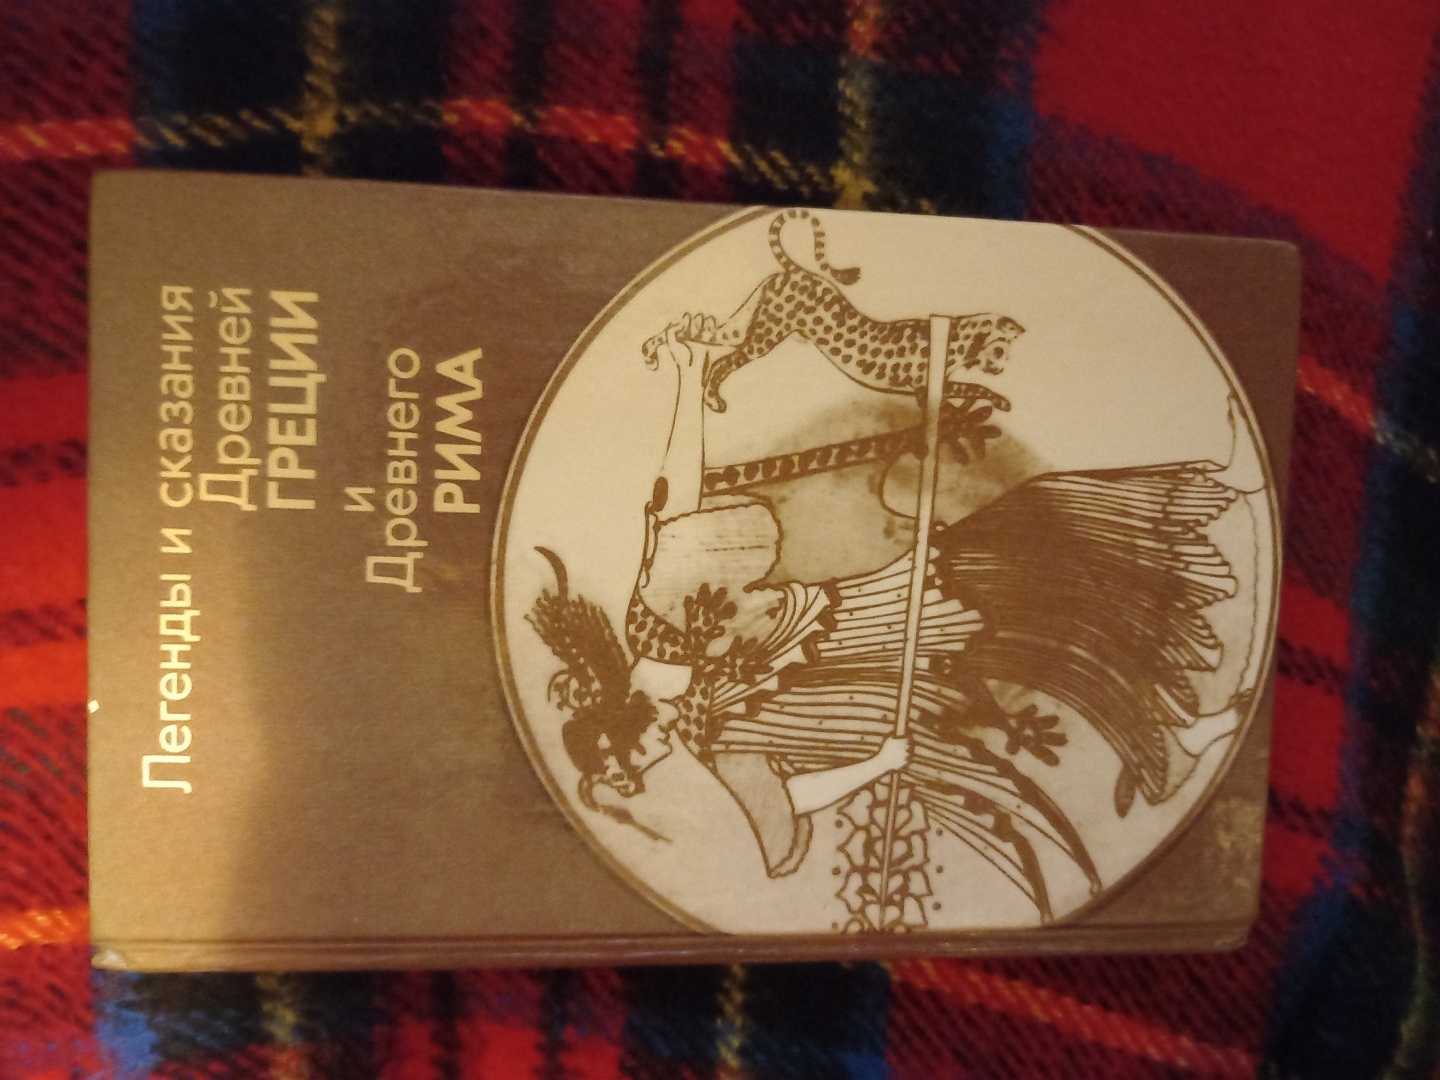 Легенды и сказания
Древней
ГРЕЦИИ
и
Древнего
РИМА